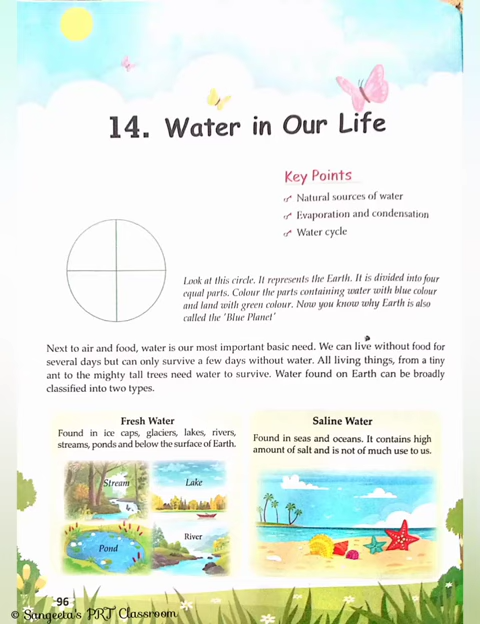 14. Water in Our Life
Key Points
Natural sources of water
Evaporation and condensation
Water cycle
Look at this circle. It represents the Earth. It is divided into four
equal parts. Colour the parts containing water with blue colour
and land with green colour. Now you know why Earth is also
called the 'Blue Planet'
Next to air and food, water is our most important basic need. We can live without food for
several days but can only survive a few days without water. All living things, from a tiny
ant to the mighty tall trees need water to survive. Water found on Earth can be broadly
classified into two types.
Fresh Water
Found in ice caps, glaciers, lakes, rivers,
streams, ponds and below the surface of Earth.
Stream
Lake
Pond
River
Saline Water
Found in seas and oceans. It contains high
amount of salt and is not of much use to us.
96
© Sangeeta's PRT Classroom